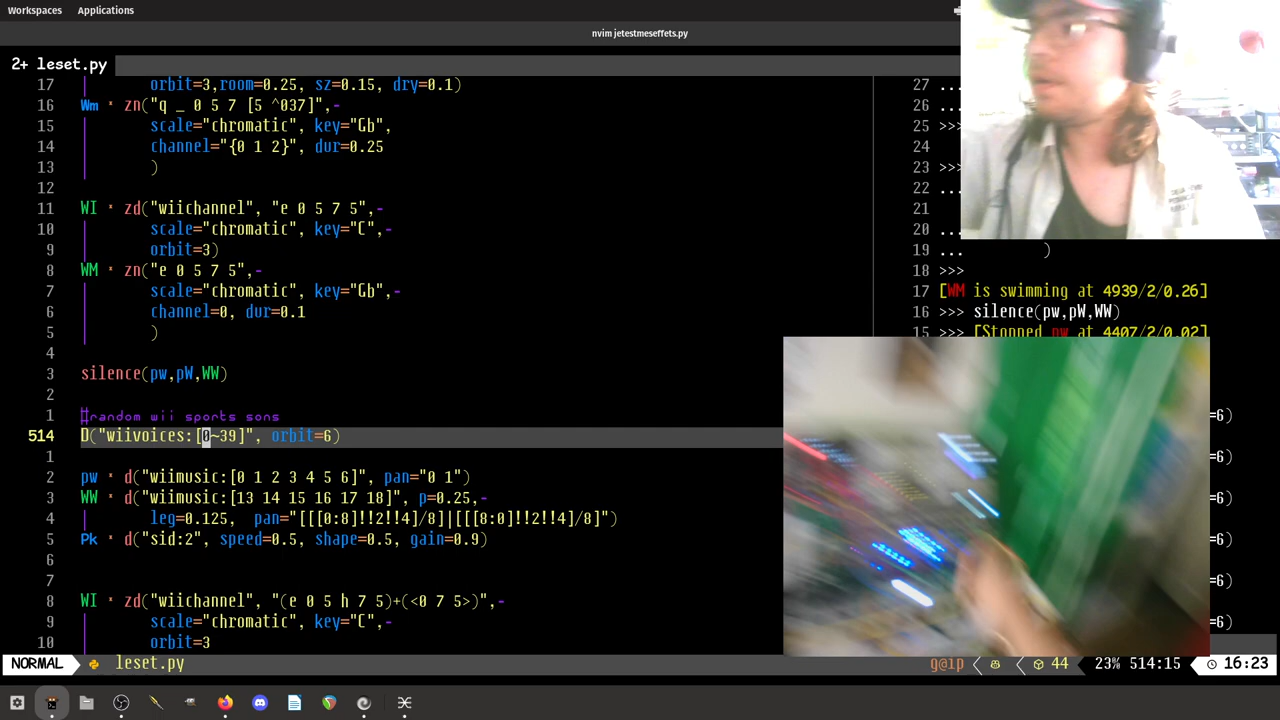 Workspaces Applications
nvim jetestmeseffets.py
2+ leset.py
17 orbit=3,room=0.25, sz=0.15, dry=0.1)
16 Wm * zn("q _ 0 5 7 [5 ^037]",-
15 scale="chromatic", key="Gb",
14 channel="{0 1 2}", dur=0.25
13 )
12
11 WI * zd("wiichannel", "e 0 5 7 5",-
10 scale="chromatic", key="C",-
9 orbit=3)
8 WM * zn("e 0 5 7 5",-
7 scale="chromatic", key="Gb",-
6 channel=0, dur=0.1
5 )
4
3 silence(pw,pW,WW)
2
1 #random wii sports sons
514 D("wiivoices:[0~39]", orbit=6)
1
2 pw * d("wiimusic:[0 1 2 3 4 5 6]", pan="0 1")
3 WW * d("wiimusic:[13 14 15 16 17 18]", p=0.25,-
4 leg=0.125, pan="[[[0:8]!!2!!4]/8]|[[[8:0]!!2!!4]/8]")
5 Pk * d("sid:2", speed=0.5, shape=0.5, gain=0.9)
6
7
8 WI * zd("wiichannel", "(e 0 5 h 7 5)+(<0 7 5>)",-
9 scale="chromatic", key="C",-
10 orbit=3
27 ...
26 ...
25 >>>
24
23 >>>
22 ...
21
20 ...
19 ... )
18 >>>
17 [WM is swimming at 4939/2/0.26]
16 >>> silence(pw,pW,WW)
15 >>> [Stopped pw at 4407/2/0.02]
=6)
=6)
=6)
=6)
=6)
=6)
NORMAL leset.py g@ip 44 23% 514:15 16:23